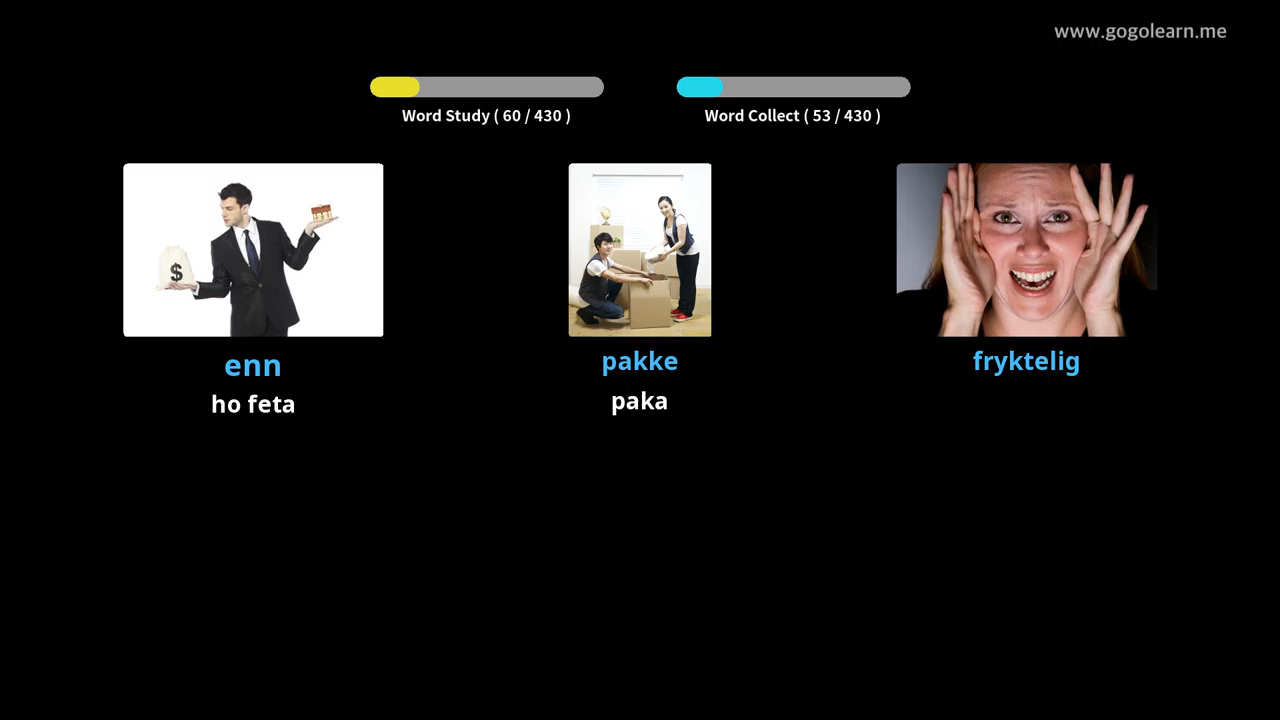 www.gogolearn.me
Word Study ( 60 / 430 )
Word Collect ( 53 / 430 )
$
enn
ho feta
pakke
paka
fryktelig